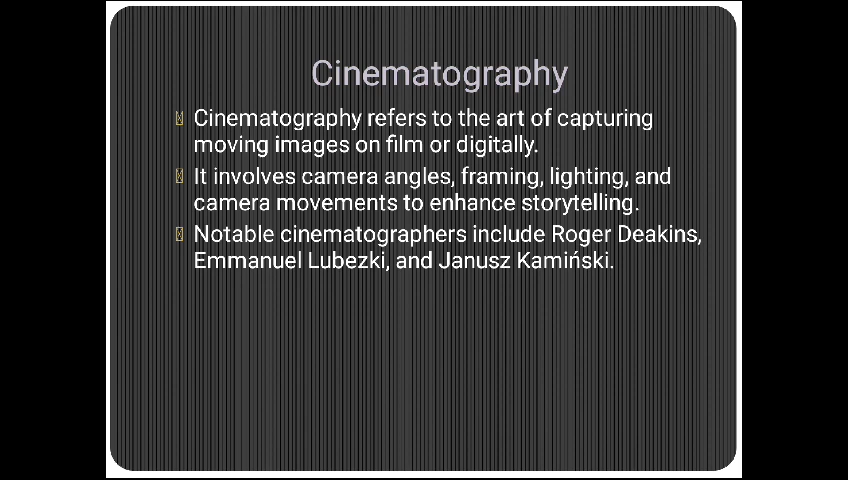 Cinematography
Cinematography refers to the art of capturing
moving images on film or digitally.
It involves camera angles, framing, lighting, and
camera movements to enhance storytelling.
Notable cinematographers include Roger Deakins,
Emmanuel Lubezki, and Janusz Kamiński.